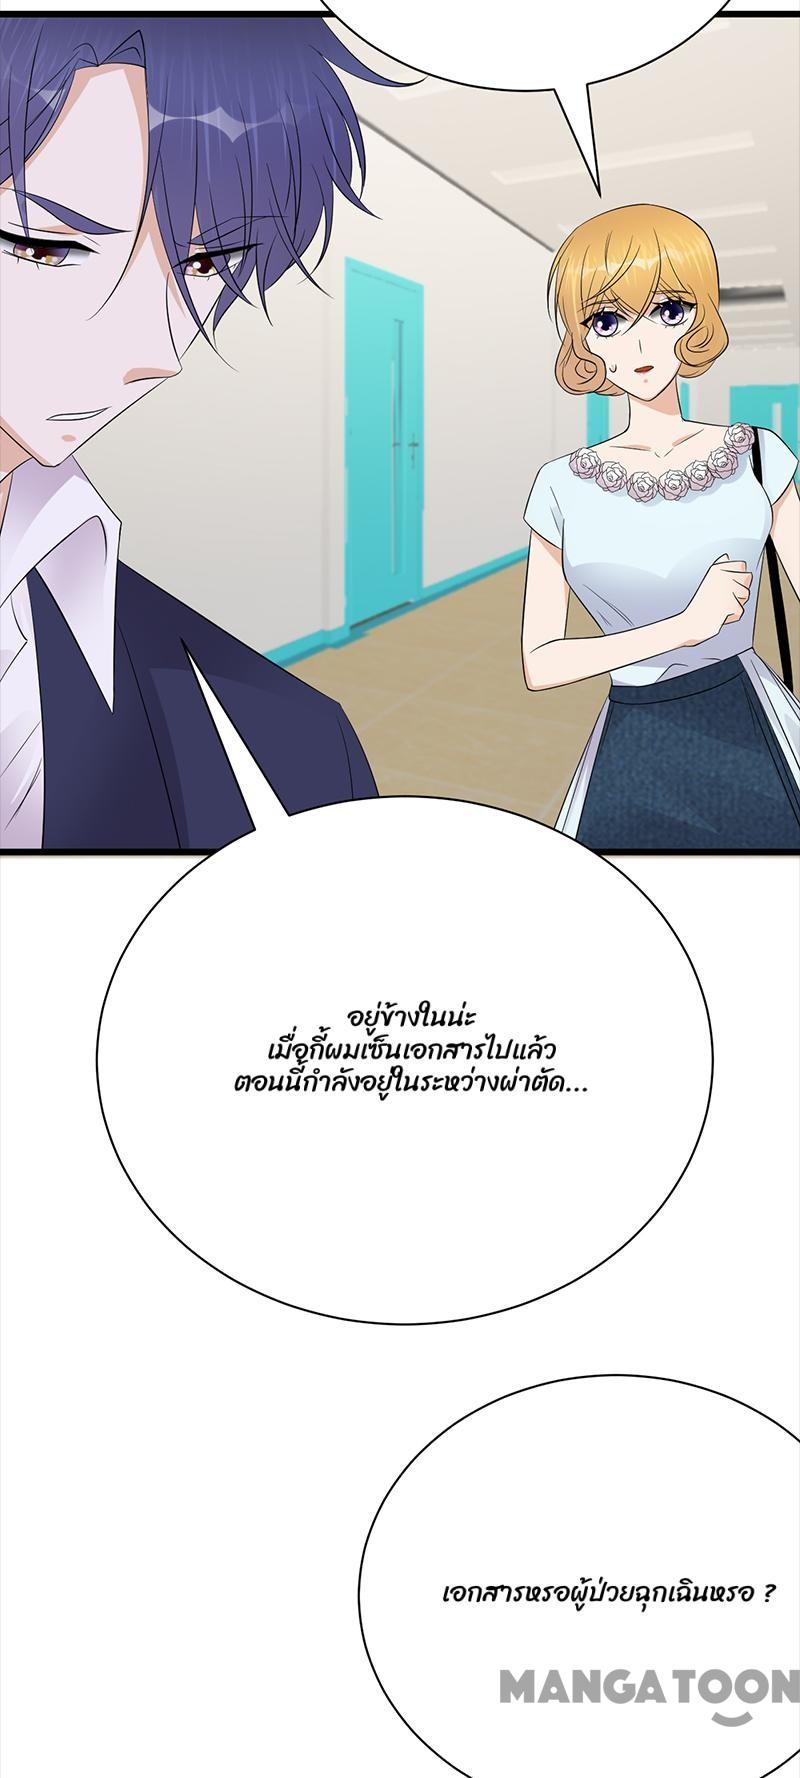 อยู่ข้างในน่ะ
เมื่อกี้ผมเซ็นเอกสารไปแล้ว
ตอนนี้กำลังอยู่ในระหว่างผ่าตัด...
เอกสารหรอผู้ป่วยฉุกเฉินหรอ ?
MANGATOON